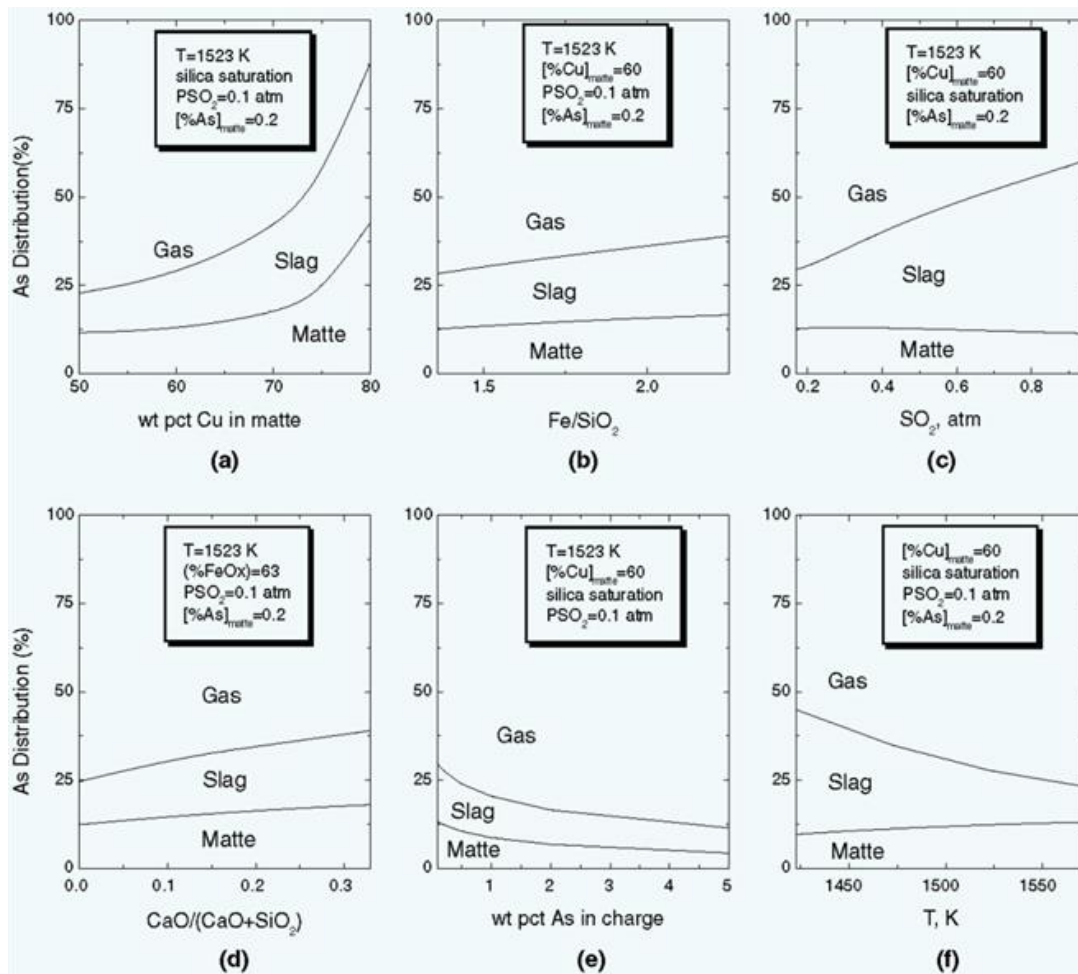 100
75
50
25
0
As Distribution(%)
T=1523 K
silica saturation
PSO₂=0.1 atm
[%As]matte=0.2
Gas
Slag
Matte
50 60 70 80
wt pct Cu in matte
(a)
100
75
50
25
0
T=1523 K
[%Cu]matte=60
PSO₂=0.1 atm
[%As]matte=0.2
Gas
Slag
Matte
1.5 2.0
Fe/SiO₂
(b)
100
75
50
25
0
T=1523 K
[%Cu]matte=60
silica saturation
[%As]matte=0.2
Gas
Slag
Matte
0.2 0.4 0.6 0.8
SO₂, atm
(c)
100
75
50
25
0
As Distribution (%)
T=1523 K
(%FeOx)=63
PSO₂=0.1 atm
[%As]matte=0.2
Gas
Slag
Matte
0.0 0.1 0.2 0.3
CaO/(CaO+SiO₂)
(d)
100
75
50
25
0
T=1523 K
[%Cu]matte=60
silica saturation
PSO₂=0.1 atm
Gas
Slag
Matte
1 2 3 4 5
wt pct As in charge
(e)
100
75
50
25
0
[%Cu]matte=60
silica saturation
PSO₂=0.1 atm
[%As]matte=0.2
Gas
Slag
Matte
1450 1500 1550
T, K
(f)